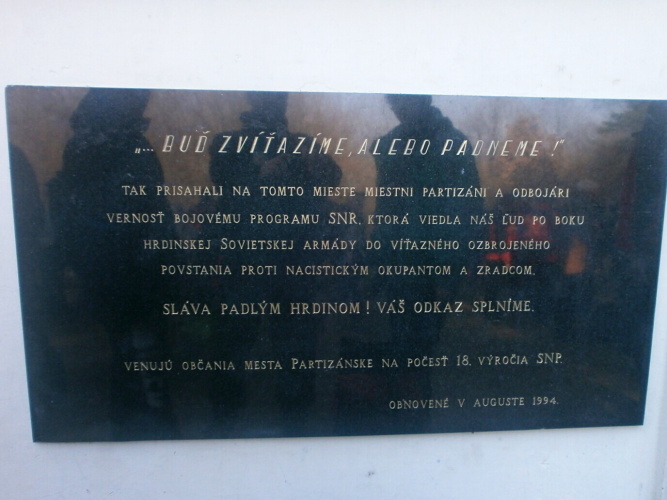 „... BUĎ ZVÍŤAZÍME, ALEBO PADNEME!"
TAK PRISAHALI NA TOMTO MIESTE MIESTNI PARTIZÁNI A ODBOJÁRI
VERNOSŤ BOJOVÉMU PROGRAMU SNR, KTORÁ VIEDLA NÁŠ ĽUD PO BOKU
HRDINSKEJ SOVIETSKEJ ARMÁDY DO VÍŤAZNÉHO OZBROJENÉHO
POVSTANIA PROTI NACISTICKÝM OKUPANTOM A ZRADCOM.
SLÁVA PADLÝM HRDINOM! VÁŠ ODKAZ SPLNÍME.
VENUJÚ OBČANIA MESTA PARTIZÁNSKE NA POČESŤ 18. VÝROČIA SNP.
OBNOVENÉ V AUGUSTE 1994.